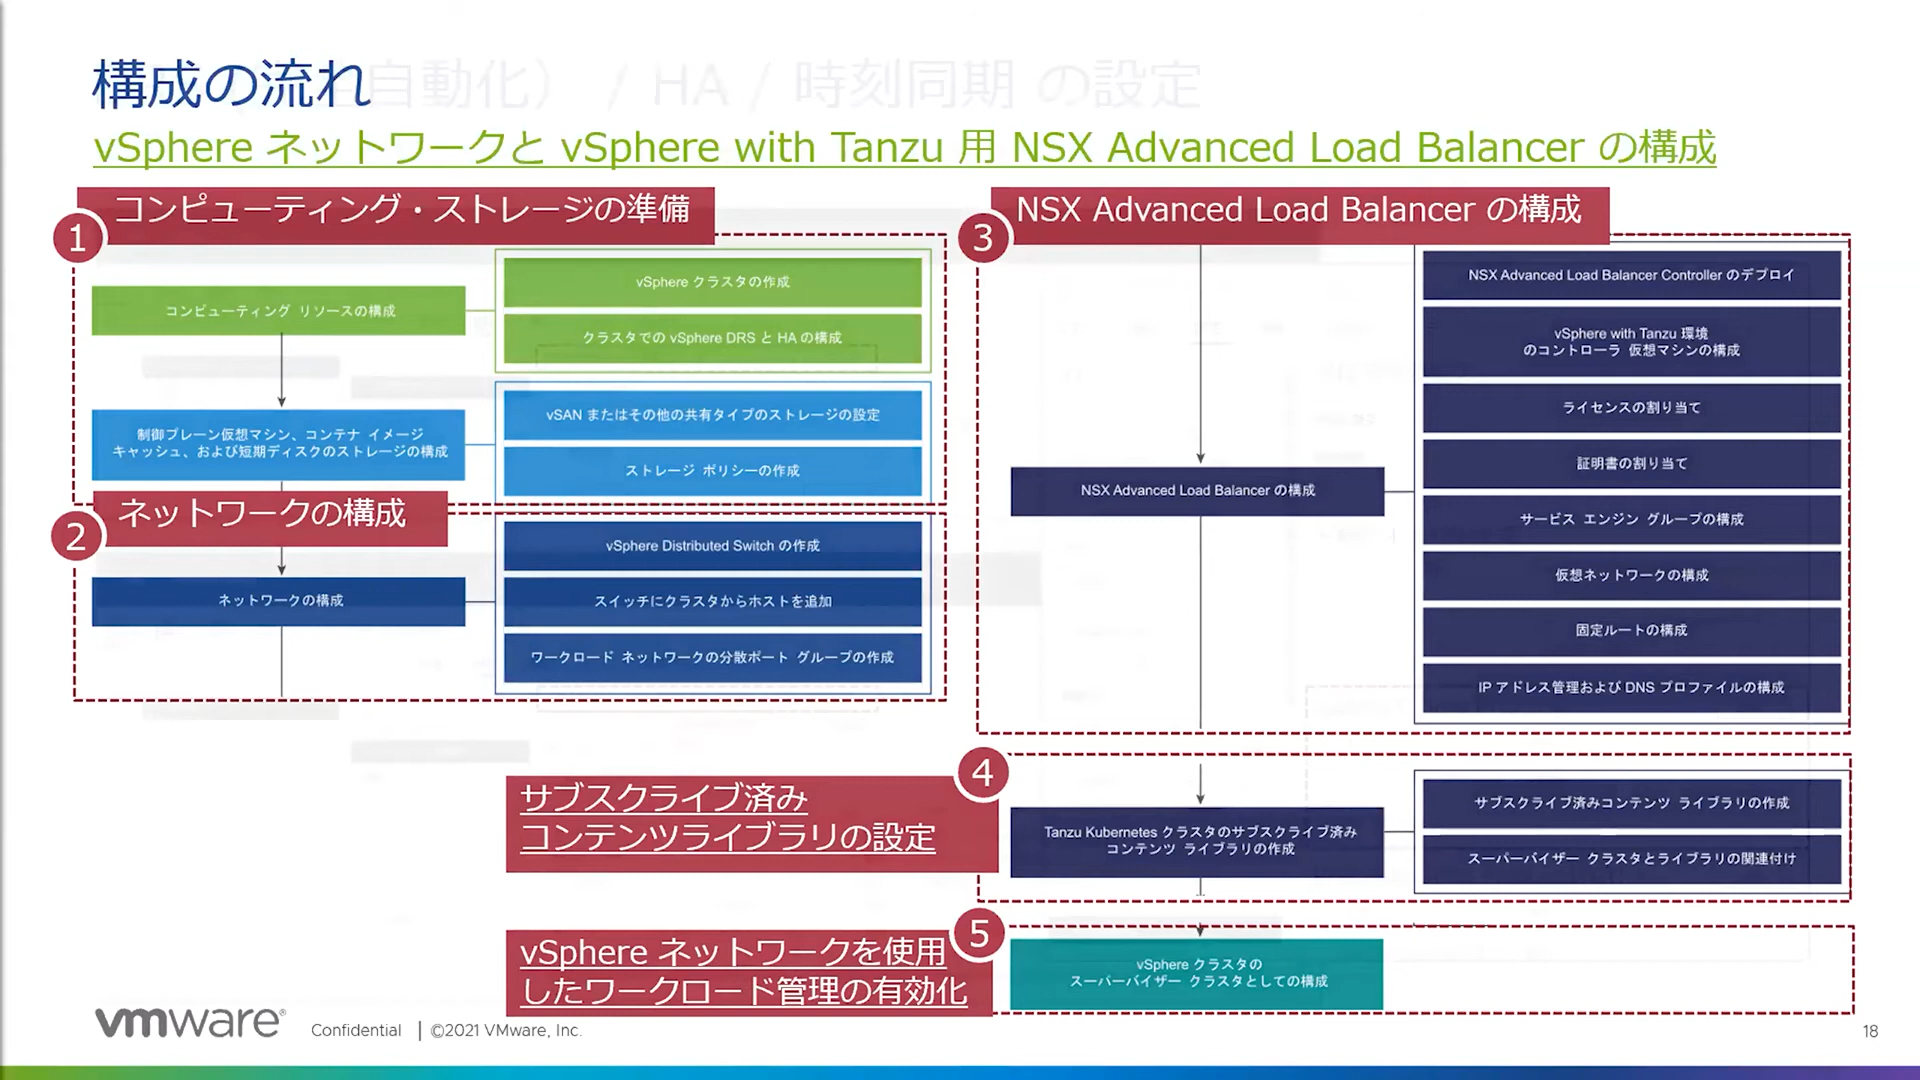 構成の流れ
自動化） / HA / 時刻同期 の設定
vSphere ネットワークと vSphere with Tanzu 用 NSX Advanced Load Balancer の構成
1
コンピューティング・ストレージの準備
コンピューティング リソースの構成
vSphere クラスタの作成
クラスタでの vSphere DRS と HA の構成
制御プレーン仮想マシン、コンテナ イメージ
キャッシュ、および短期ディスクのストレージの構成
vSAN またはその他の共有タイプのストレージの設定
ストレージ ポリシーの作成
2
ネットワークの構成
ネットワークの構成
vSphere Distributed Switch の作成
スイッチにクラスタからホストを追加
ワークロード ネットワークの分散ポート グループの作成
3
NSX Advanced Load Balancer の構成
NSX Advanced Load Balancer の構成
NSX Advanced Load Balancer Controller のデプロイ
vSphere with Tanzu 環境
のコントローラ 仮想マシンの構成
ライセンスの割り当て
証明書の割り当て
サービス エンジン グループの構成
仮想ネットワークの構成
固定ルートの構成
IP アドレス管理および DNS プロファイルの構成
4
サブスクライブ済み
コンテンツライブラリの設定
Tanzu Kubernetes クラスタのサブスクライブ済み
コンテンツ ライブラリの作成
サブスクライブ済みコンテンツ ライブラリの作成
スーパーバイザー クラスタとライブラリの関連付け
5
vSphere ネットワークを使用
したワークロード管理の有効化
vSphere クラスタの
スーパーバイザー クラスタとしての構成
vmware® Confidential | ©2021 VMware, Inc.
18